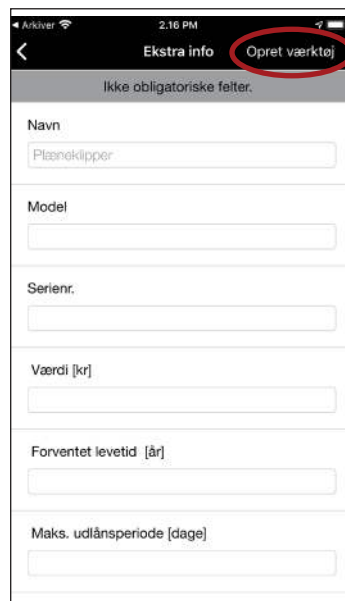 Arkiver 2.16 PM
Ekstra info Opret værktøj
Ikke obligatoriske felter.
Navn
Plæneklipper
Model
Serienr.
Værdi [kr]
Forventet levetid [år]
Maks. udlånsperiode [dage]